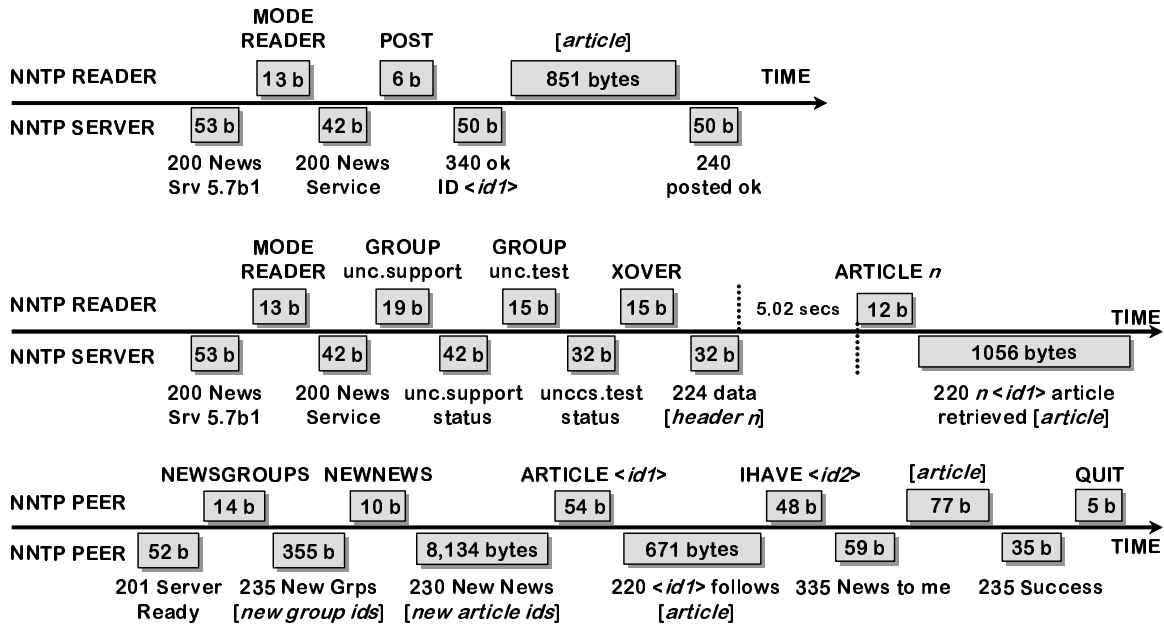 MODE
READER POST [article]
NNTP READER 13 b 6 b 851 bytes TIME
NNTP SERVER 53 b 42 b 50 b 50 b
200 News 200 News 340 ok 240
Srv 5.7b1 Service ID <id1> posted ok
MODE GROUP GROUP
READER unc.support unc.test XOVER ARTICLE n
NNTP READER 13 b 19 b 15 b 15 b 5.02 secs 12 b TIME
NNTP SERVER 53 b 42 b 42 b 32 b 32 b 1056 bytes
200 News 200 News unc.support unccs.test 224 data 220 n <id1> article
Srv 5.7b1 Service status status [header n] retrieved [article]
NEWSGROUPS NEWNEWS ARTICLE <id1> IHAVE <id2> [article] QUIT
NNTP PEER 14 b 10 b 54 b 48 b 77 b 5 b
NNTP PEER 52 b 355 b 8,134 bytes 671 bytes 59 b 35 b TIME
201 Server 235 New Grps 230 New News 220 <id1> follows 335 News to me 235 Success
Ready [new group ids] [new article ids] [article]